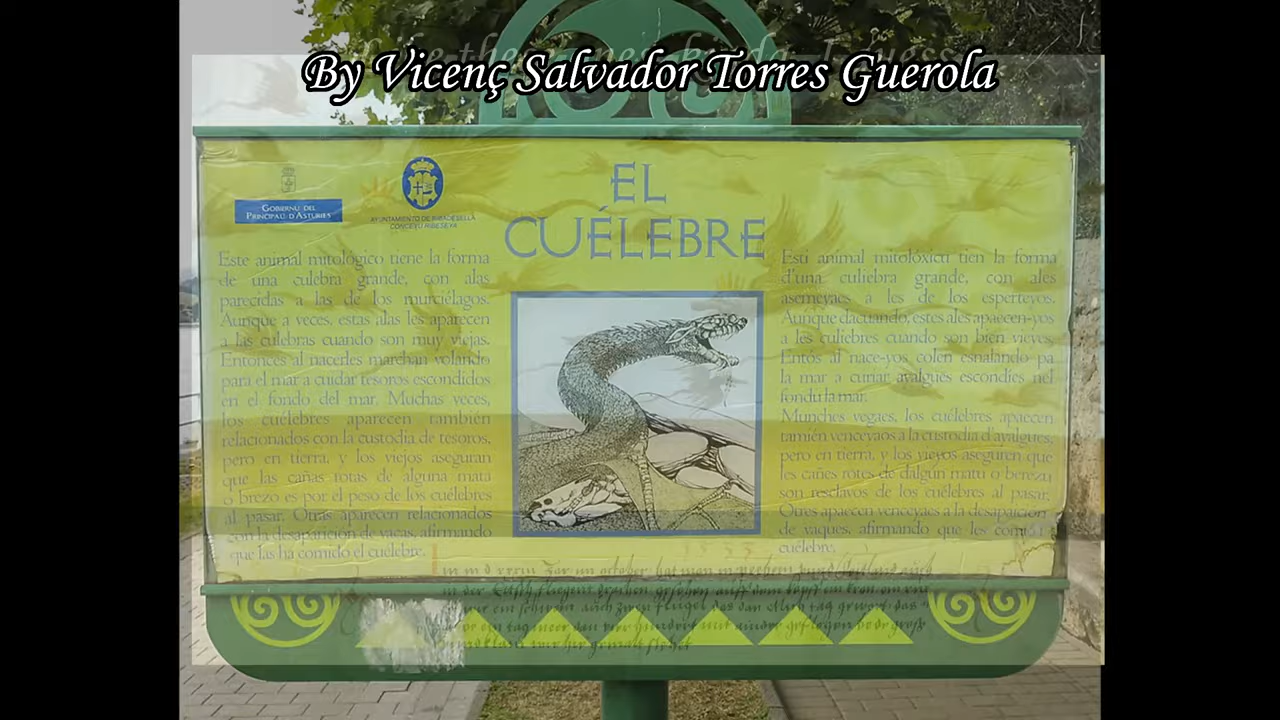 By Vicenç Salvador Torres Guerola
GOBIERNU DEL
PRINCIPAU D'ASTURIES
AYUNTAMIENTO DE RIBADESELLA
CONCEYU RIBESEYA
EL
CUÉLEBRE
Este animal mitológico tiene la forma
de una culebra grande, con alas
parecidas a las de los murciélagos.
Aunque a veces, estas alas les aparecen
a las culebras cuando son muy viejas.
Entonces al nacerles marchan volando
para el mar a cuidar tesoros escondidos
en el fondo del mar. Muchas veces,
los cuélebres aparecen también
relacionados con la custodia de tesoros,
pero en tierra, y los viejos aseguran
que las cañas rotas de alguna mata
o brezo es por el peso de los cuélebres
al pasar. Otras aparecen relacionados
con la desaparición de vacas, afirmando
que las ha comido el cuélebre.
Esti animal mitolóxicu tien la forma
d'una culiebra grande, con ales
asemeyaes a les de los esperteyos.
Aunque dacuando, estes ales apaecen-yos
a les culiebres cuando son bien vieyes.
Entós al nace-yos colen esnalando pa
la mar a curiar ayalgues escondíes nel
fondu la mar.
Munches vegaes, los cuélebres apaecen
tamién vencevaos a la custodia d'ayalgues,
pero en tierra, y los vieyos aseguren que
les cañes rotes de dalgún matu o berezu
son resclavos de los cuélebres al pasar.
Otres apaecen vencevaes a la desapaición
de vaques, afirmando que les comió'l
cuélebre.